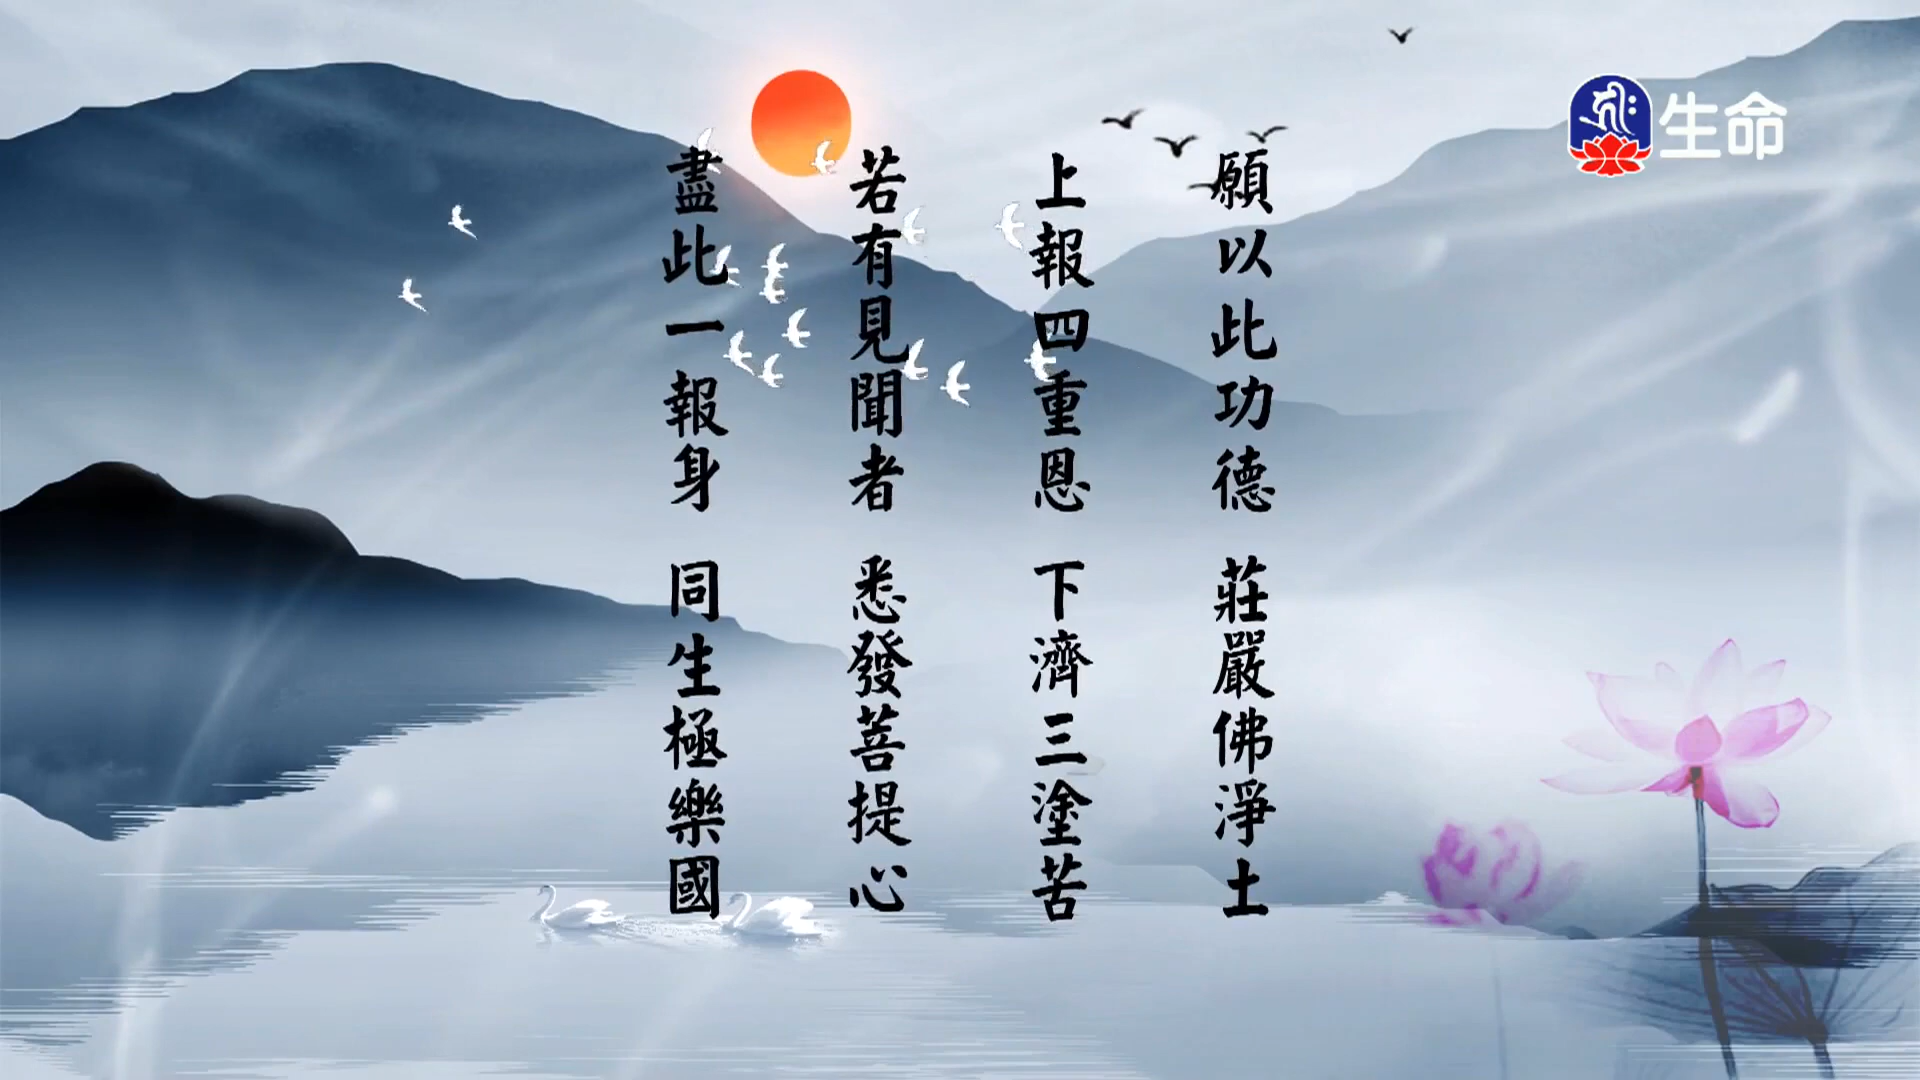 願以此功德 莊嚴佛淨土
上報四重恩 下濟三塗苦
若有見聞者 悉發菩提心
盡此一報身 同生極樂國
生命